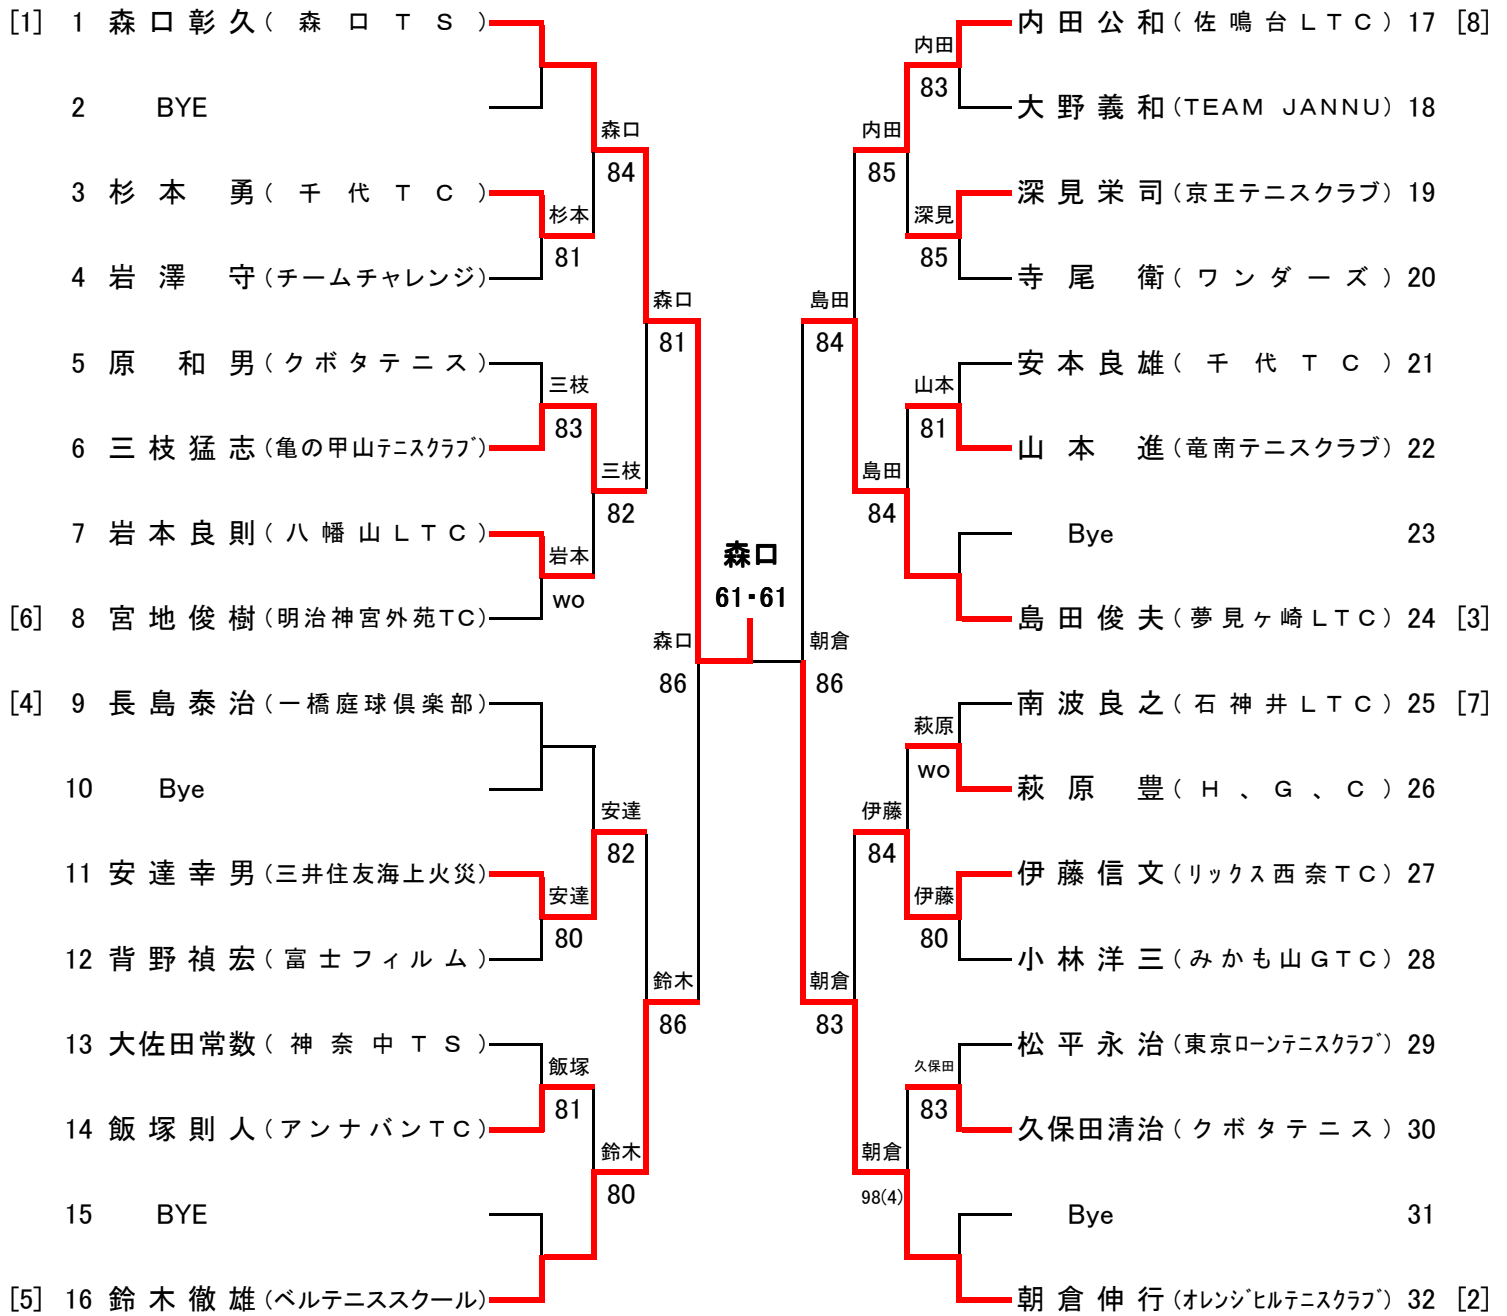 [1] 1 森口彰久(森口TS)
2 BYE
3 杉本勇(千代TC)
4 岩澤守(チームチャレンジ)
5 原和男(クボタテニス)
6 三枝猛志(亀の甲山テニスクラブ)
7 岩本良則(八幡山LTC)
[6] 8 宮地俊樹(明治神宮外苑TC)
[4] 9 長島泰治(一橋庭球倶楽部)
10 Bye
11 安達幸男(三井住友海上火災)
12 背野禎宏(富士フィルム)
13 大佐田常数(神奈中TS)
14 飯塚則人(アンナバンTC)
15 BYE
[5] 16 鈴木徹雄(ベルテニススクール)
杉本
81
三枝
83
岩本
wo
安達
80
飯塚
81
森口
84
三枝
82
安達
82
鈴木
80
森口
81
鈴木
86
森口
86
森口
61・61
朝倉
86
島田
84
朝倉
83
内田
85
島田
84
伊藤
84
朝倉
98(4)
内田
83
深見
85
山本
81
萩原
wo
伊藤
80
久保田
83
内田公和(佐鳴台LTC) 17 [8]
大野義和(TEAM JANNU) 18
深見栄司(京王テニスクラブ) 19
寺尾衛(ワンダーズ) 20
安本良雄(千代TC) 21
山本進(竜南テニスクラブ) 22
Bye 23
島田俊夫(夢見ヶ崎LTC) 24 [3]
南波良之(石神井LTC) 25 [7]
萩原豊(H、G、C) 26
伊藤信文(リックス西奈TC) 27
小林洋三(みかも山GTC) 28
松平永治(東京ローンテニスクラブ) 29
久保田清治(クボタテニス) 30
Bye 31
朝倉伸行(オレンジヒルテニスクラブ) 32 [2]